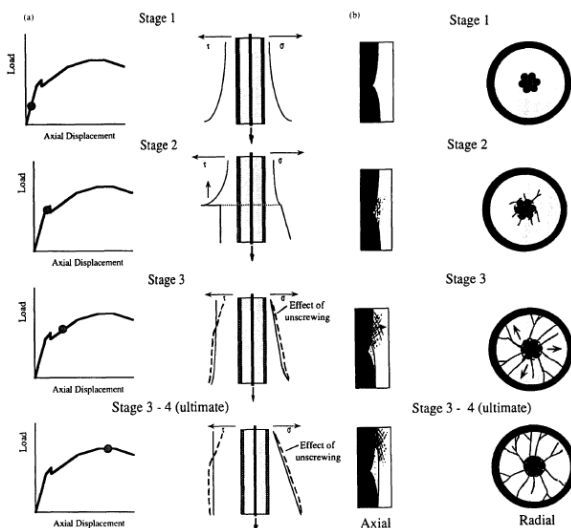 (a)
Stage 1
(b)
Stage 1
Load
τ
σ
Axial Displacement
Stage 2
Stage 2
Load
τ
σ
Axial Displacement
Stage 3
Stage 3
Load
τ
σ
Effect of
unscrewing
Axial Displacement
Stage 3 - 4 (ultimate)
Stage 3 - 4 (ultimate)
Load
τ
σ
Effect of
unscrewing
Axial Displacement
Axial
Radial